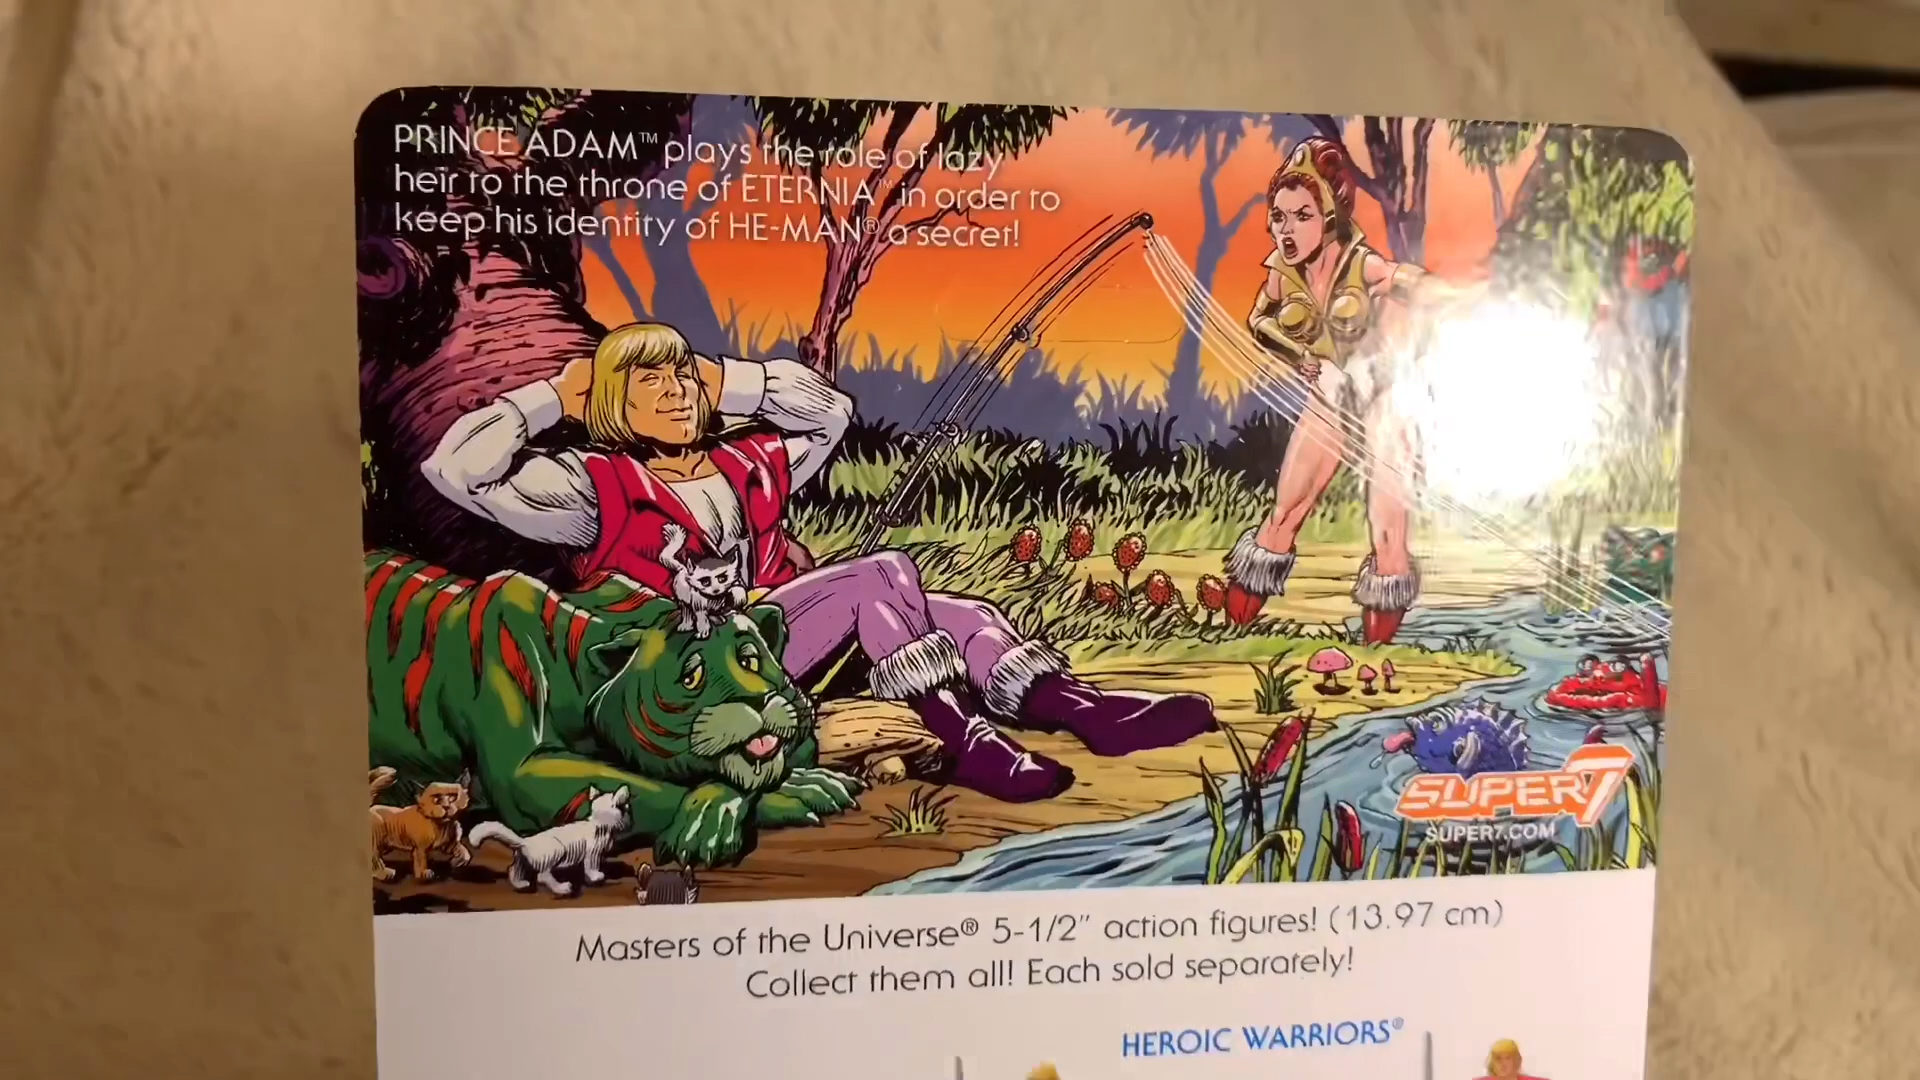 PRINCE ADAM™ plays the role of lazy
heir to the throne of ETERNIA™ in order to
keep his identity of HE-MAN® a secret!
SUPER7
SUPER7.COM
Masters of the Universe® 5-1/2" action figures! (13.97 cm)
Collect them all! Each sold separately!
HEROIC WARRIORS®